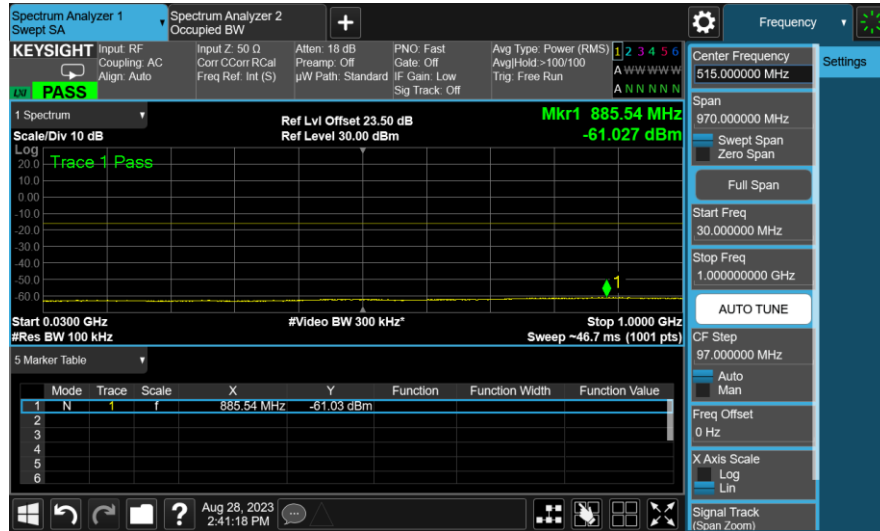 Spectrum Analyzer 1
Swept SA
Spectrum Analyzer 2
Occupied BW
+
Frequency
KEYSIGHT
Input: RF
Coupling: AC
Align: Auto
Input Z: 50 Ω
Corr CCorr RCal
Freq Ref: Int (S)
Atten: 18 dB
Preamp: Off
µW Path: Standard
PNO: Fast
Gate: Off
IF Gain: Low
Sig Track: Off
Avg Type: Power (RMS)
Avg|Hold:>100/100
Trig: Free Run
1 2 3 4 5 6
A W W W W W
A N N N N N
LXI PASS
1 Spectrum
Scale/Div 10 dB
Ref Lvl Offset 23.50 dB
Ref Level 30.00 dBm
Mkr1 885.54 MHz
-61.027 dBm
Log
Trace 1 Pass
20.0
10.0
0.00
-10.0
-20.0
-30.0
-40.0
-50.0
-60.0
1
Start 0.0300 GHz
#Res BW 100 kHz
#Video BW 300 kHz*
Stop 1.0000 GHz
Sweep ~46.7 ms (1001 pts)
5 Marker Table
Mode Trace Scale X Y Function Function Width Function Value
1 N 1 f 885.54 MHz -61.03 dBm
2
3
4
5
6
?
Aug 28, 2023
2:41:18 PM
Center Frequency
515.000000 MHz
Settings
Span
970.000000 MHz
Swept Span
Zero Span
Full Span
Start Freq
30.000000 MHz
Stop Freq
1.000000000 GHz
AUTO TUNE
CF Step
97.000000 MHz
Auto
Man
Freq Offset
0 Hz
X Axis Scale
Log
Lin
Signal Track
(Span Zoom)